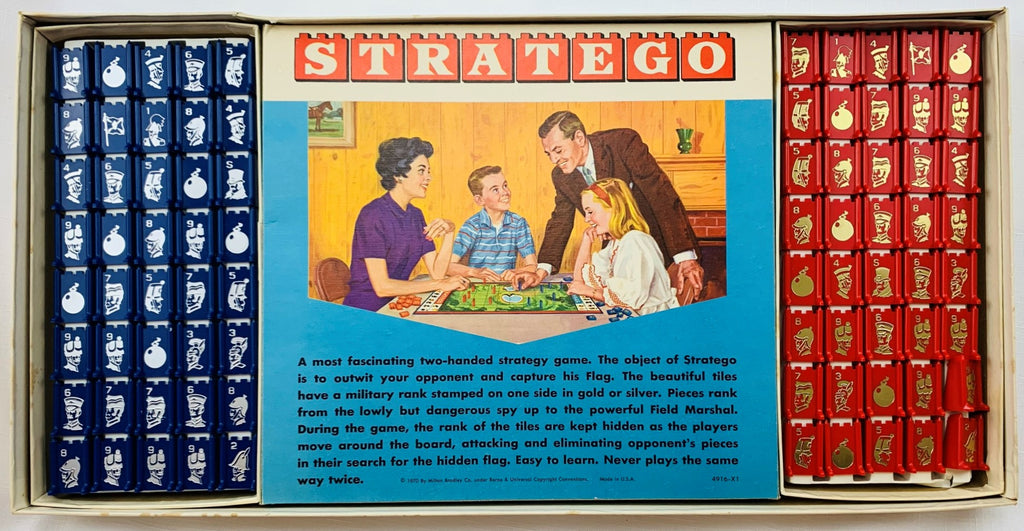 STRATEGO
A most fascinating two-handed strategy game. The object of Stratego
is to outwit your opponent and capture his Flag. The beautiful tiles
have a military rank stamped on one side in gold or silver. Pieces rank
from the lowly but dangerous spy up to the powerful Field Marshal.
During the game, the rank of the tiles are kept hidden as the players
move around the board, attacking and eliminating opponent's pieces
in their search for the hidden flag. Easy to learn. Never plays the same
way twice.
© 1970 By Milton Bradley Co. under Berne & Universal Copyright Conventions. Made in U.S.A. 4916-X1